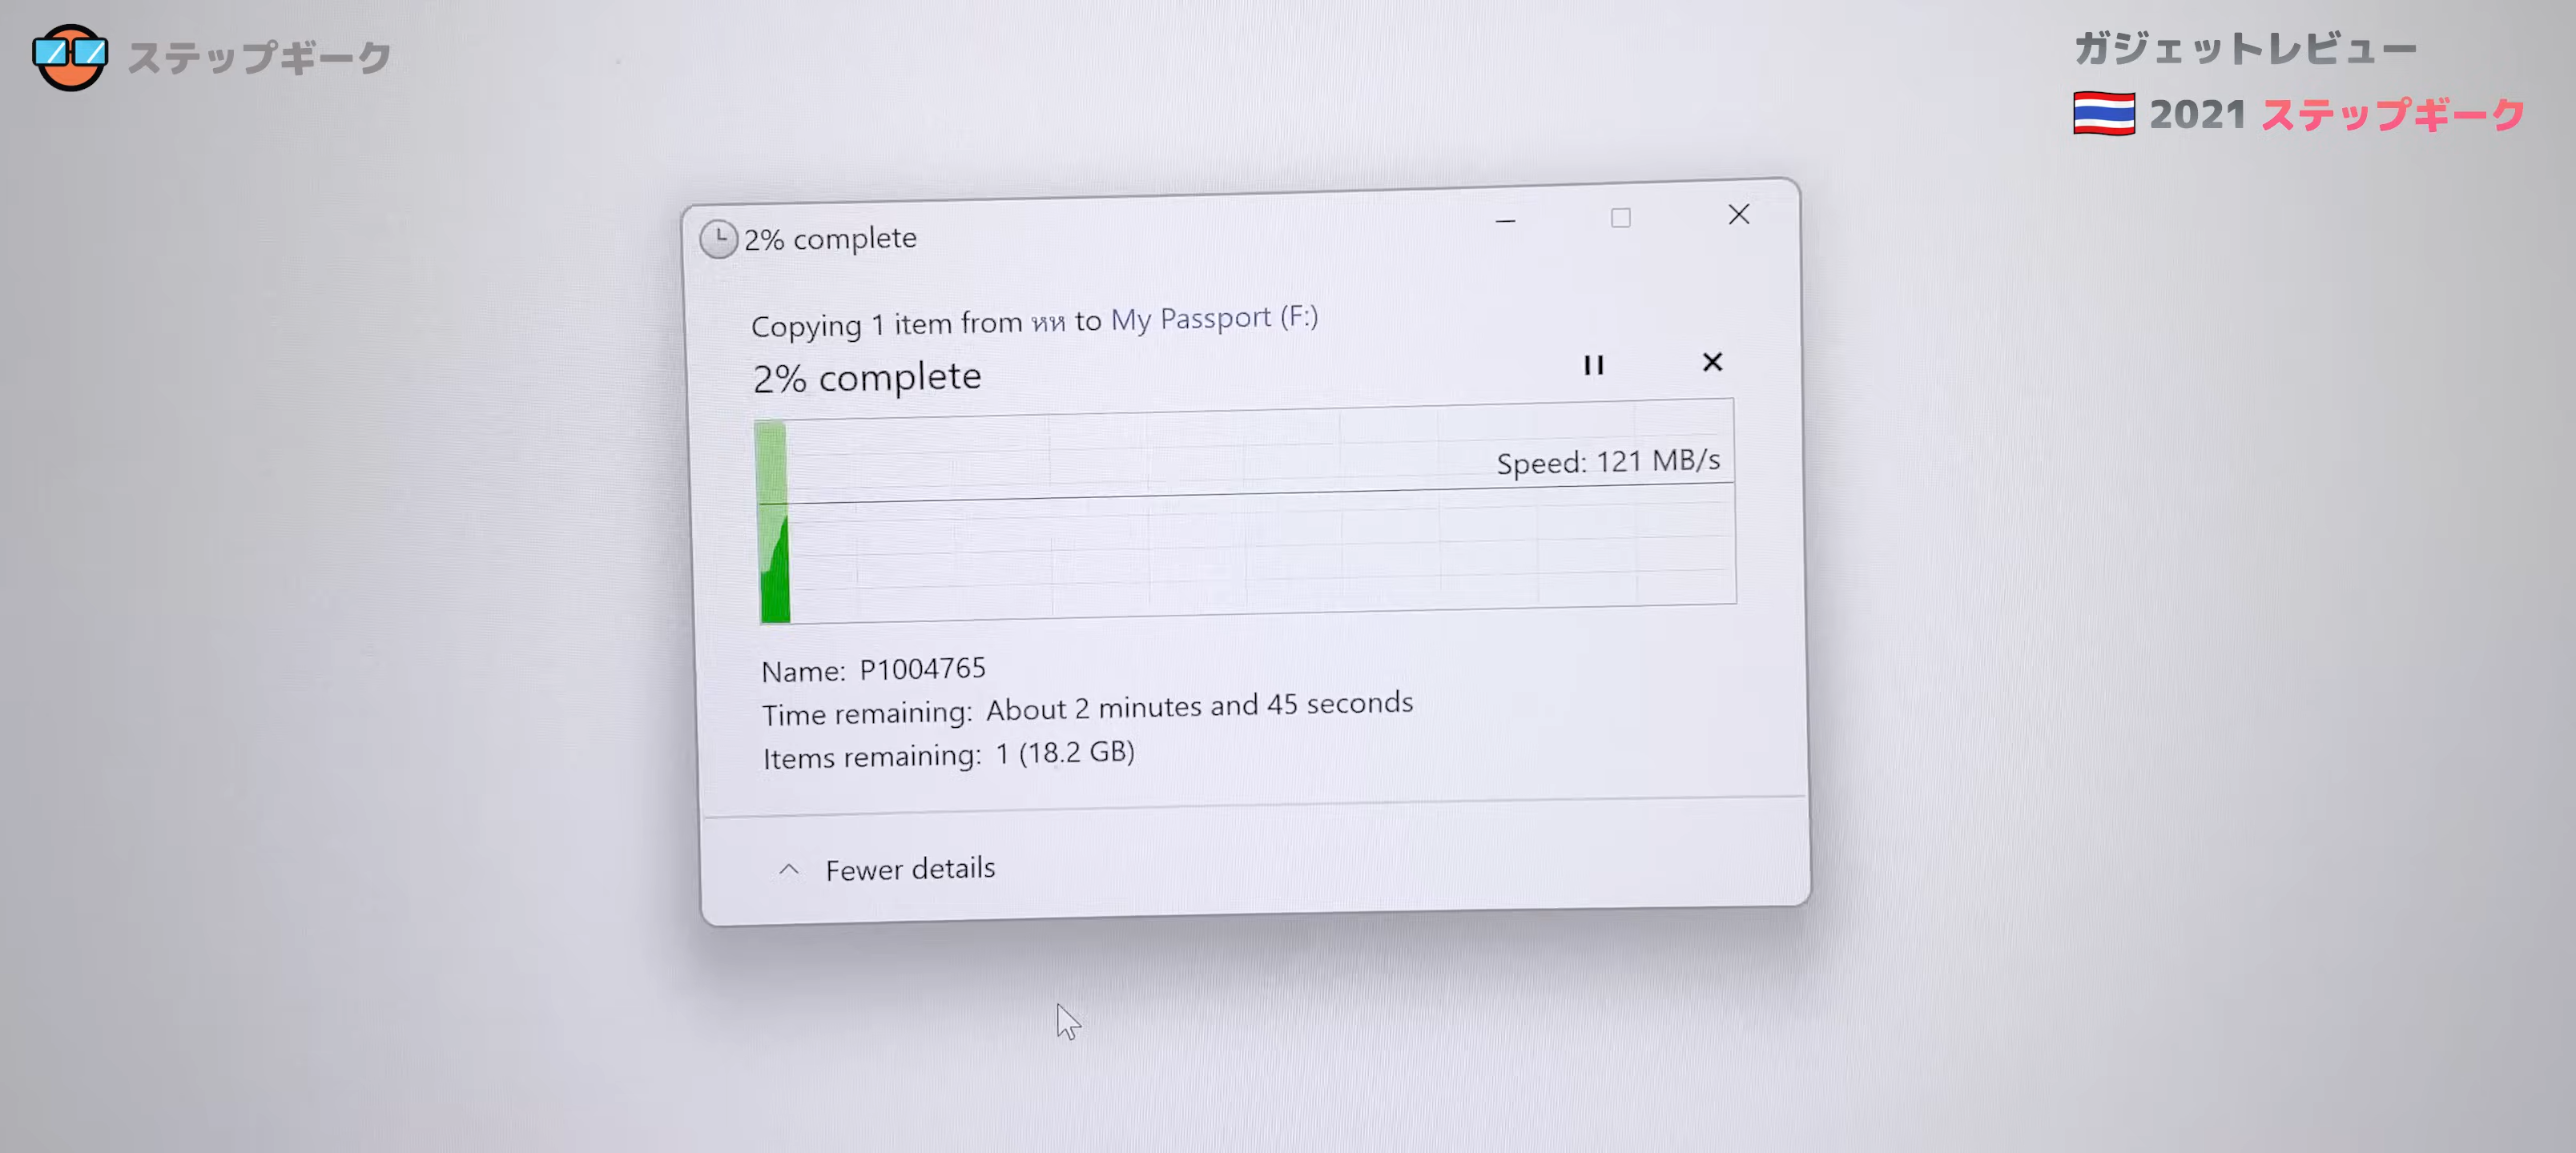 ステップギーク
ガジェットレビュー
2021 ステップギーク
2% complete
Copying 1 item from หห to My Passport (F:)
2% complete
Speed: 121 MB/s
Name: P1004765
Time remaining: About 2 minutes and 45 seconds
Items remaining: 1 (18.2 GB)
Fewer details